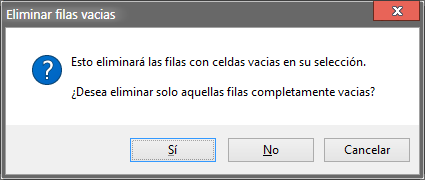 Eliminar filas vacias
Esto eliminará las filas con celdas vacias en su selección.
¿Desea eliminar solo aquellas filas completamente vacias?
Sí
No
Cancelar